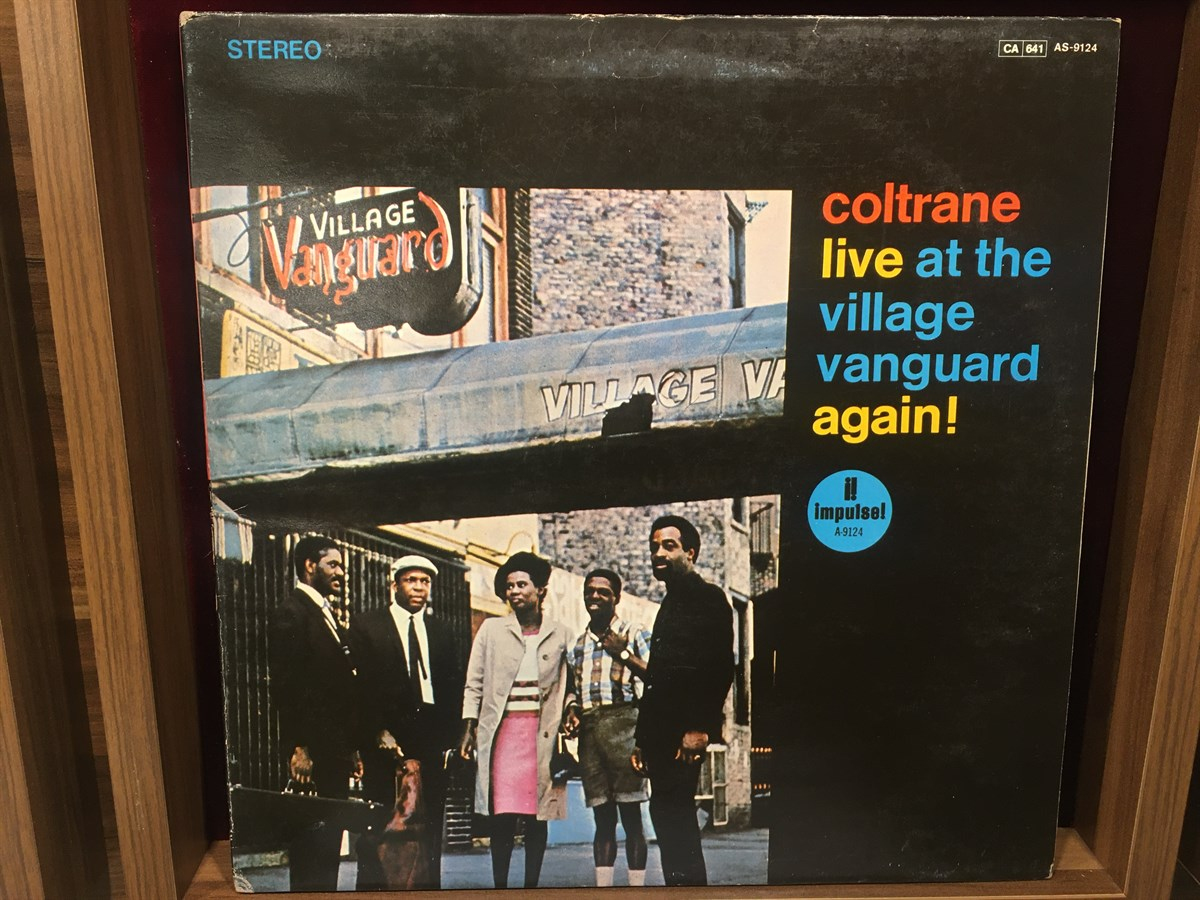 STEREO
CA 641 AS-9124
coltrane
live at the
village
vanguard
again!
VILLAGE
Vanguard
VILLAGE VA
i!
impulse!
A-9124